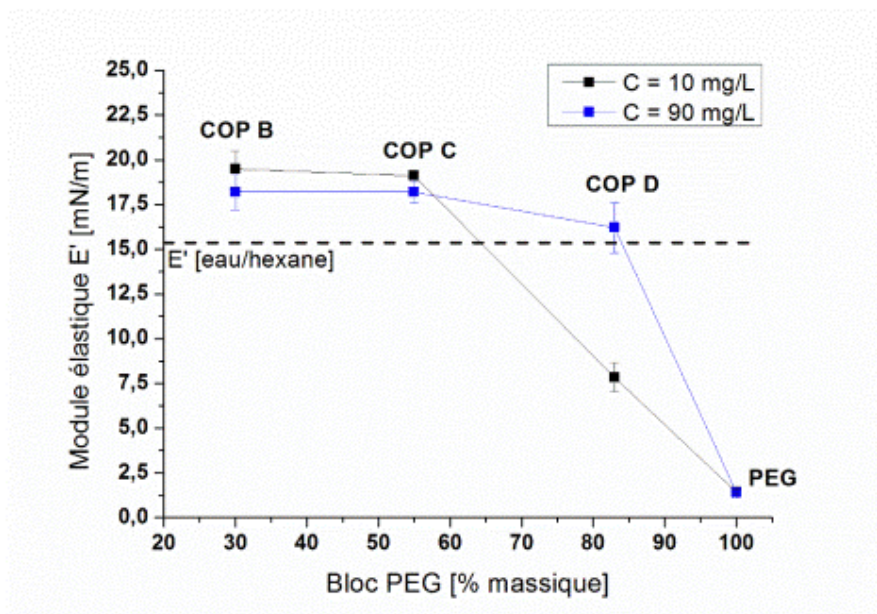 25,0
22,5
20,0
17,5
15,0
12,5
10,0
7,5
5,0
2,5
0,0
Module élastique E' [mN/m]
C = 10 mg/L
C = 90 mg/L
COP B
COP C
COP D
E' [eau/hexane]
PEG
20 30 40 50 60 70 80 90 100
Bloc PEG [% massique]